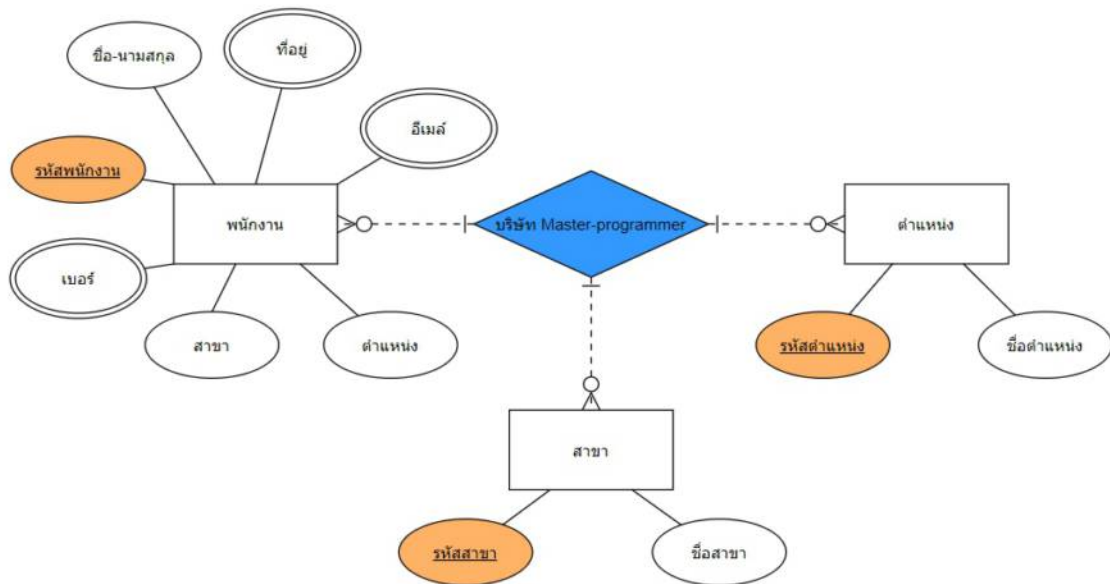 ชื่อ-นามสกุล
ที่อยู่
อีเมล์
รหัสพนักงาน
พนักงาน
บริษัท Master-programmer
ตำแหน่ง
เบอร์
สาขา
ตำแหน่ง
รหัสตำแหน่ง
ชื่อตำแหน่ง
สาขา
รหัสสาขา
ชื่อสาขา